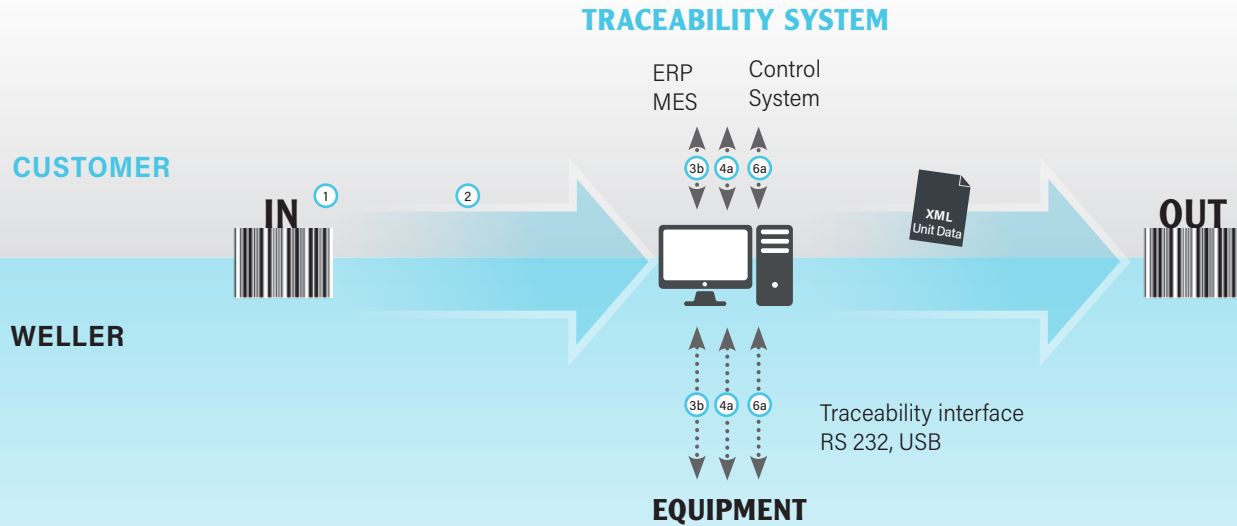 TRACEABILITY SYSTEM
ERP
MES
Control
System
CUSTOMER
3b
4a
6a
IN
1
2
XML
Unit Data
OUT
WELLER
3b
4a
6a
Traceability interface
RS 232, USB
EQUIPMENT